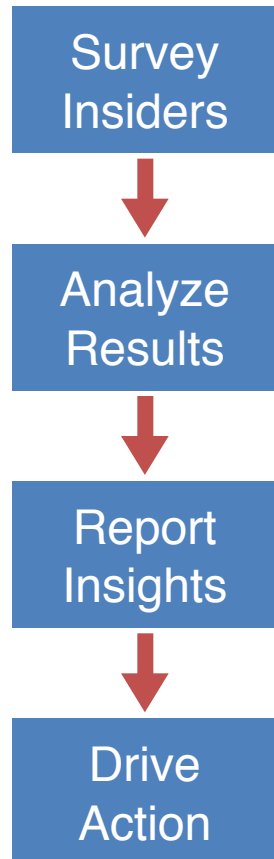 Survey
Insiders
Analyze
Results
Report
Insights
Drive
Action